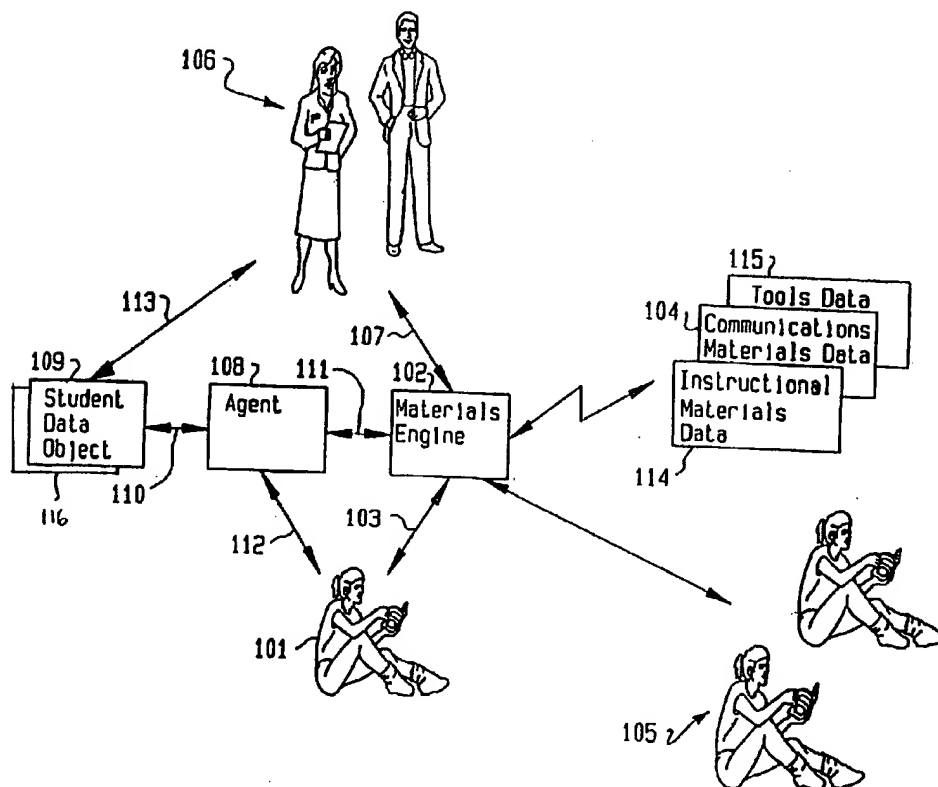 106
115
Tools Data
113
104
Communications
Materials Data
107
109
108
111
102
Student
Data
Object
Agent
Materials
Engine
Instructional
Materials
Data
110
114
116
103
112
101
105